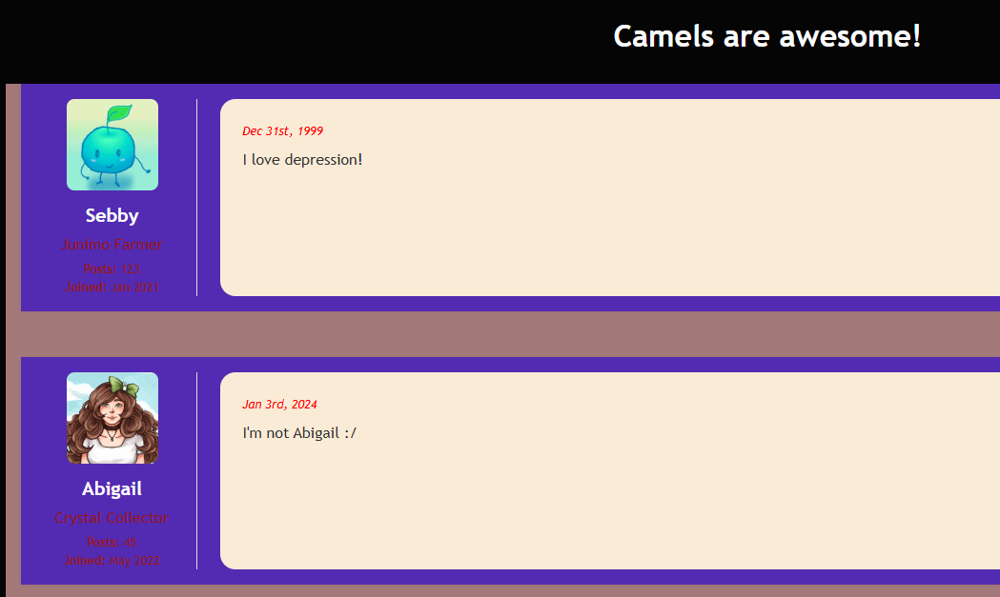 Camels are awesome!
Sebby
Junimo Farmer
Posts: 123
Joined: Jan 2021
Dec 31st, 1999
I love depression!
Abigail
Crystal Collector
Posts: 45
Joined: May 2022
Jan 3rd, 2024
I'm not Abigail :/